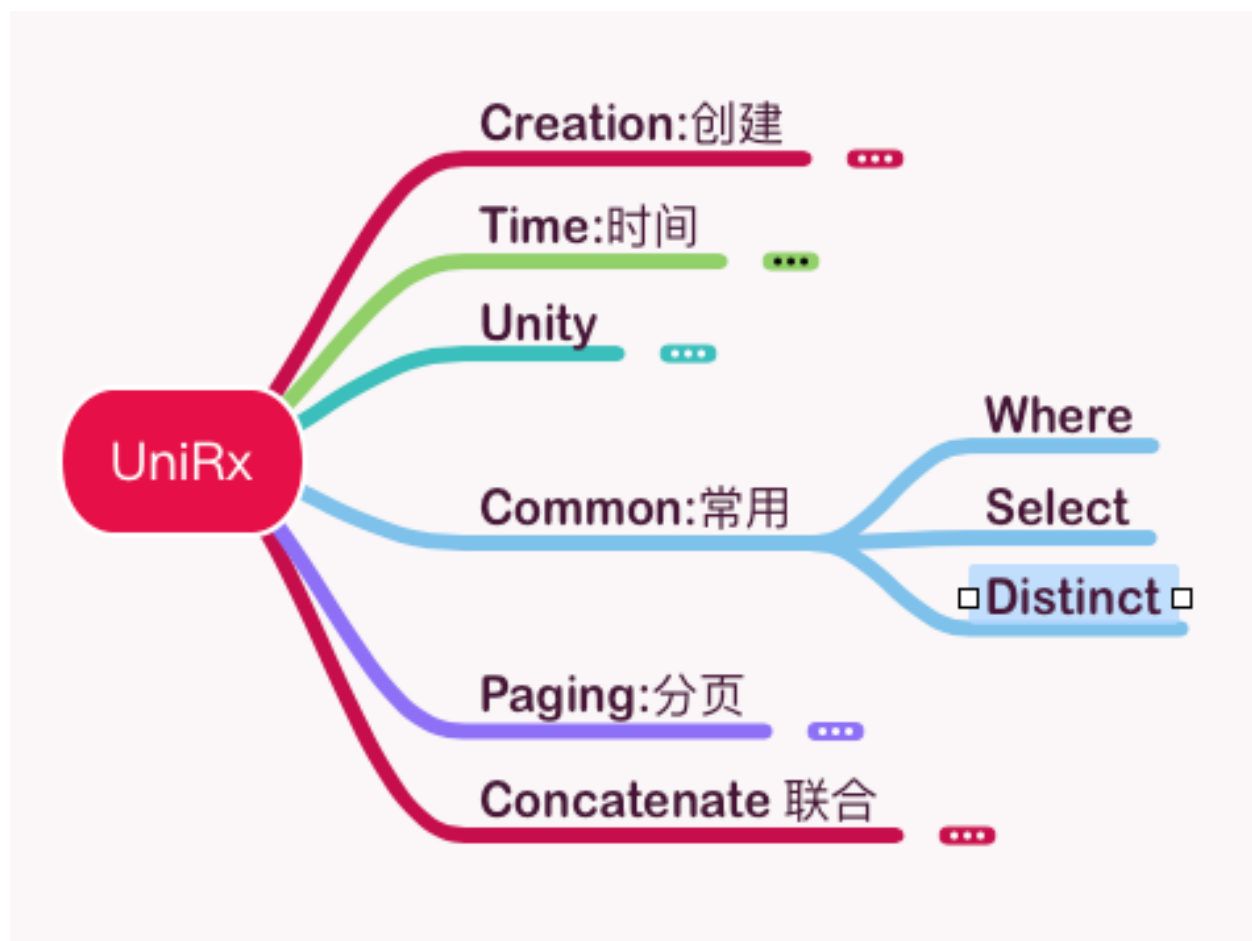 Creation:创建
Time:时间
Unity
UniRx
Common:常用
Where
Select
Distinct
Paging:分页
Concatenate 联合